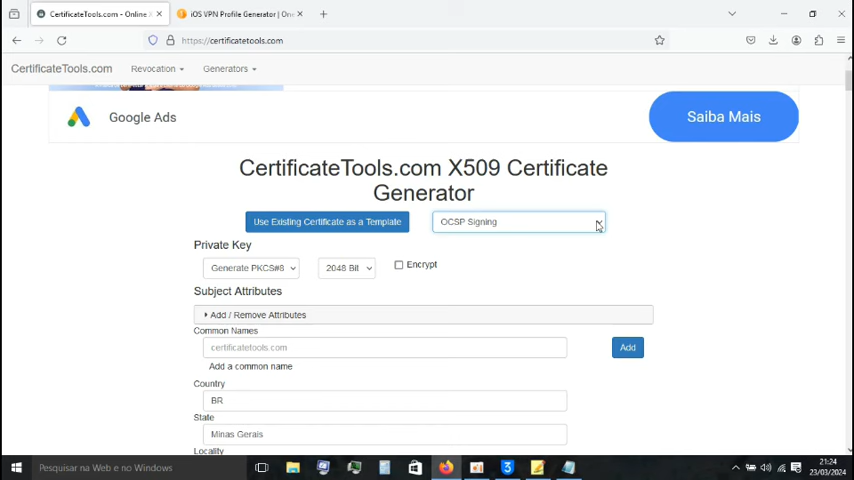 CertificateTools.com - Online X
iOS VPN Profile Generator | On
https://certificatetools.com
CertificateTools.com
Revocation
Generators
Google Ads
Saiba Mais
CertificateTools.com X509 Certificate
Generator
Use Existing Certificate as a Template
OCSP Signing
Private Key
Generate PKCS#8
2048 Bit
Encrypt
Subject Attributes
Add / Remove Attributes
Common Names
certificatetools.com
Add
Add a common name
Country
BR
State
Minas Gerais
Locality
Pesquisar na Web e no Windows
21:24
23/03/2024